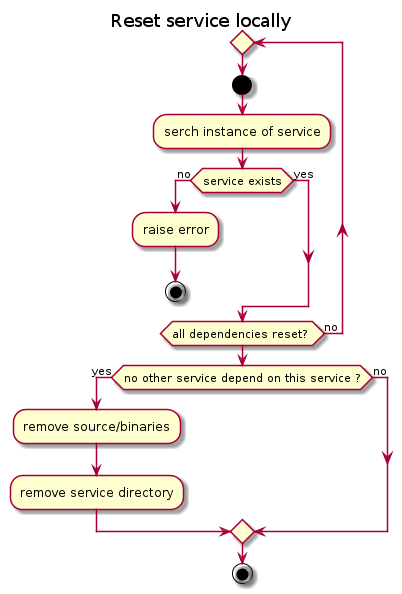 Reset service locally
serch instance of service
no
service exists
yes
raise error
all dependencies reset?
no
yes
no other service depend on this service ?
no
remove source/binaries
remove service directory